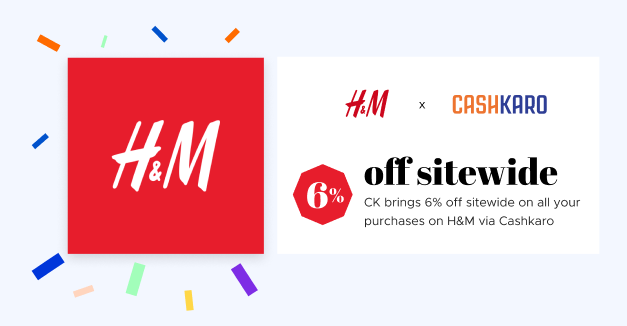 H&M
H&M x CASHKARO
6% off sitewide
CK brings 6% off sitewide on all your
purchases on H&M via Cashkaro